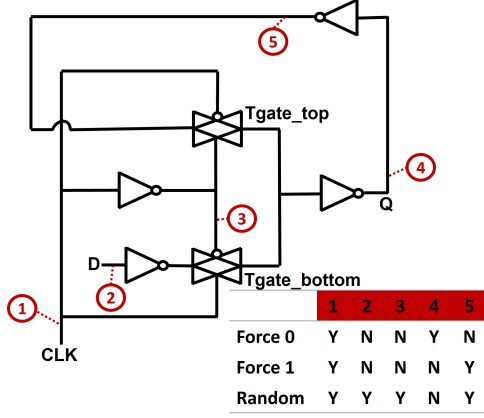 5
Tgate_top
4
Q
3
D
2
Tgate_bottom
1
CLK
1 2 3 4 5
Force 0 Y N N Y N
Force 1 Y N N N Y
Random Y Y Y N Y